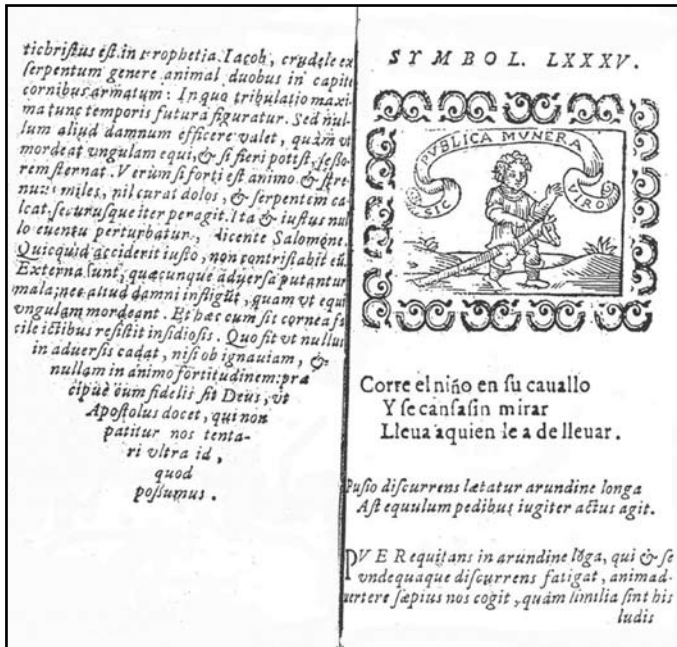 tichriſtus eſt in prophetia Iacob, crudele ex
ſerpentum genere animal duobus in capite
cornibus armatum: In quo tribulatio maxi
ma tunc temporis futura figuratur. Sed nul
lum aliud damnum efficere valet, quàm vt
mordeat vngulam equi, & ſi fieri poteſt, ſeſſo
rem ſternat. Verùm ſi forti eſt animo & ſtre
nuus miles, nil curat dolos, & ſerpentem ca
lcat, ſecuruſque iter peragit. Ita & iuſtus nul
lo euentu perturbatur, dicente Salomone.
Quicquid acciderit iuſto, non contriſtabit eũ.
Externa ſunt, quæcunque aduerſa putantur
mala; nec aliud damni infligũt, quam vt equi
vngulam mordeant. Et hæc cum ſit cornea fa
cile ictibus reſiſtit inſidioſis. Quo fit vt nullus
in aduerſis cadat, niſi ob ignauiam, &
nullam in animo fortitudinem: præ
cipuè cum fidelis ſit Deus, vt
Apoſtolus docet, qui non
patitur nos tenta-
ri vltra id,
quod
poſſumus.
SYMBOL. LXXXV.
PVBLICA MVNERA
SIC VIRO
Corre el niño en ſu cauallo
Y ſe canſaſin mirar
Lleua aquien le a de lleuar.
Puſio diſcurrens lætatur arundine longa
Aſt equulum pedibus iugiter actus agit.
PVER equitans in arundine lõga, qui & ſe
vndequaque diſcurrens fatigat, animad-
uertere ſæpius nos cogit, quàm ſimilia ſint his
ludis